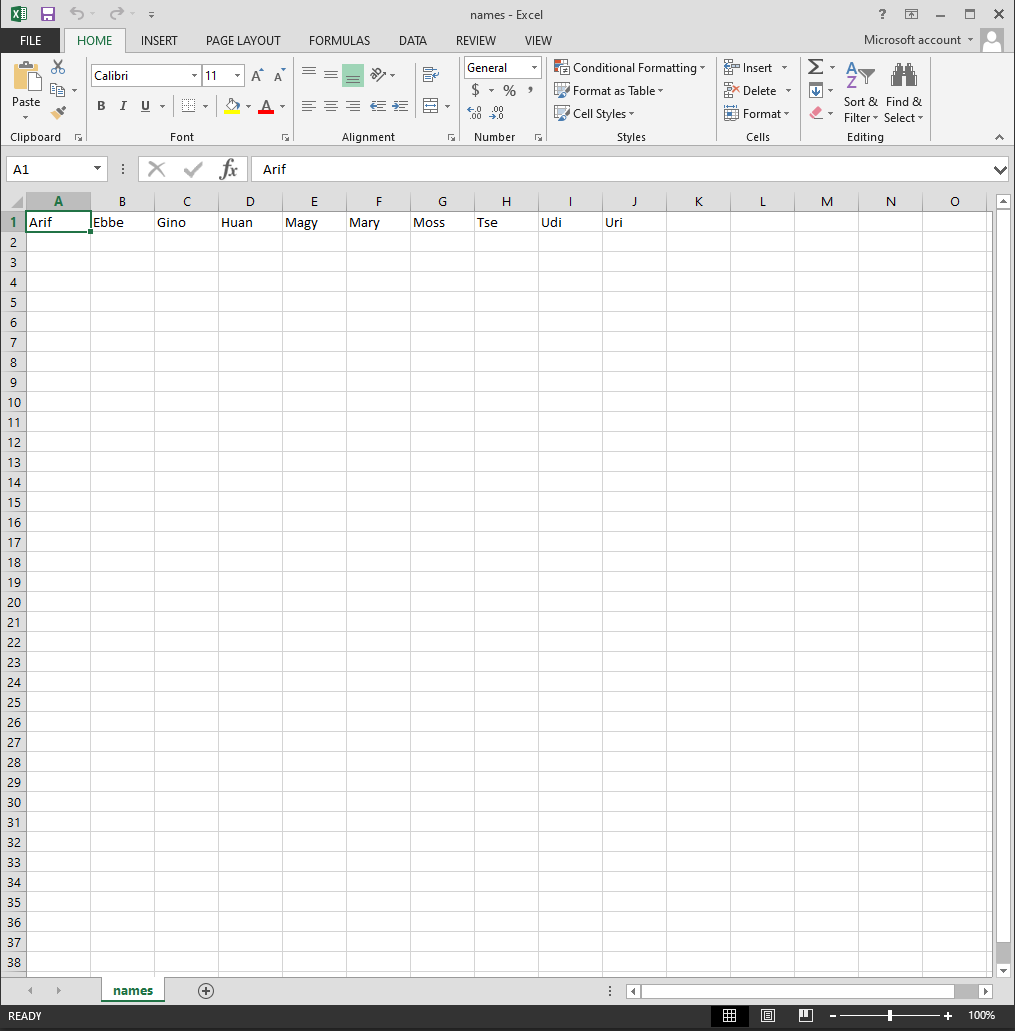 names - Excel
?
FILE HOME INSERT PAGE LAYOUT FORMULAS DATA REVIEW VIEW Microsoft account
Paste
Calibri 11
B I U A
General
$ % ,
Conditional Formatting
Format as Table
Cell Styles
Insert
Delete
Format
Σ
Sort & Filter
Find & Select
Clipboard Font Alignment Number Styles Cells Editing
A1 fx Arif
A B C D E F G H I J K L M N O
1 Arif Ebbe Gino Huan Magy Mary Moss Tse Udi Uri
2
3
4
5
6
7
8
9
10
11
12
13
14
15
16
17
18
19
20
21
22
23
24
25
26
27
28
29
30
31
32
33
34
35
36
37
38
names
READY 100%